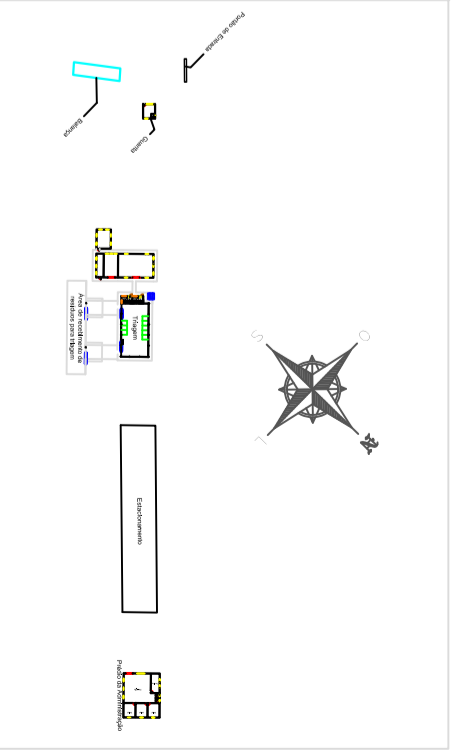 Portão de Entrada
Balança
Guarita
Área de recebimento de
resíduos para triagem
Triagem
S
O
L
N
Estacionamento
Prédio da Administração